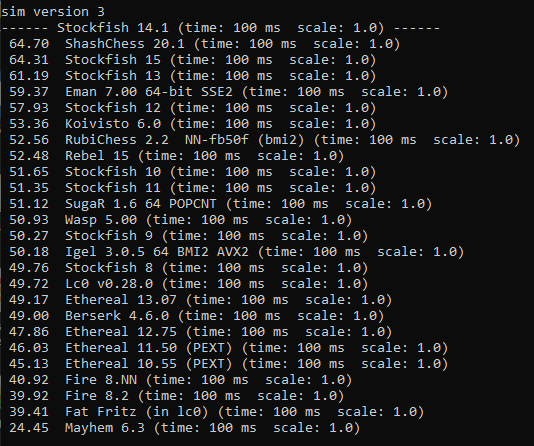 sim version 3
------ Stockfish 14.1 (time: 100 ms  scale: 1.0) ------
64.70  ShashChess 20.1 (time: 100 ms  scale: 1.0)
64.31  Stockfish 15 (time: 100 ms  scale: 1.0)
61.19  Stockfish 13 (time: 100 ms  scale: 1.0)
59.37  Eman 7.00 64-bit SSE2 (time: 100 ms  scale: 1.0)
57.93  Stockfish 12 (time: 100 ms  scale: 1.0)
53.36  Koivisto 6.0 (time: 100 ms  scale: 1.0)
52.56  RubiChess 2.2  NN-fb50f (bmi2) (time: 100 ms  scale: 1.0)
52.48  Rebel 15 (time: 100 ms  scale: 1.0)
51.65  Stockfish 10 (time: 100 ms  scale: 1.0)
51.35  Stockfish 11 (time: 100 ms  scale: 1.0)
51.12  SugaR 1.6 64 POPCNT (time: 100 ms  scale: 1.0)
50.93  Wasp 5.00 (time: 100 ms  scale: 1.0)
50.27  Stockfish 9 (time: 100 ms  scale: 1.0)
50.18  Igel 3.0.5 64 BMI2 AVX2 (time: 100 ms  scale: 1.0)
49.76  Stockfish 8 (time: 100 ms  scale: 1.0)
49.72  Lc0 v0.28.0 (time: 100 ms  scale: 1.0)
49.17  Ethereal 13.07 (time: 100 ms  scale: 1.0)
49.00  Berserk 4.6.0 (time: 100 ms  scale: 1.0)
47.86  Ethereal 12.75 (time: 100 ms  scale: 1.0)
46.03  Ethereal 11.50 (PEXT) (time: 100 ms  scale: 1.0)
45.13  Ethereal 10.55 (PEXT) (time: 100 ms  scale: 1.0)
40.92  Fire 8.NN (time: 100 ms  scale: 1.0)
39.92  Fire 8.2 (time: 100 ms  scale: 1.0)
39.41  Fat Fritz (in lc0) (time: 100 ms  scale: 1.0)
24.45  Mayhem 6.3 (time: 100 ms  scale: 1.0)